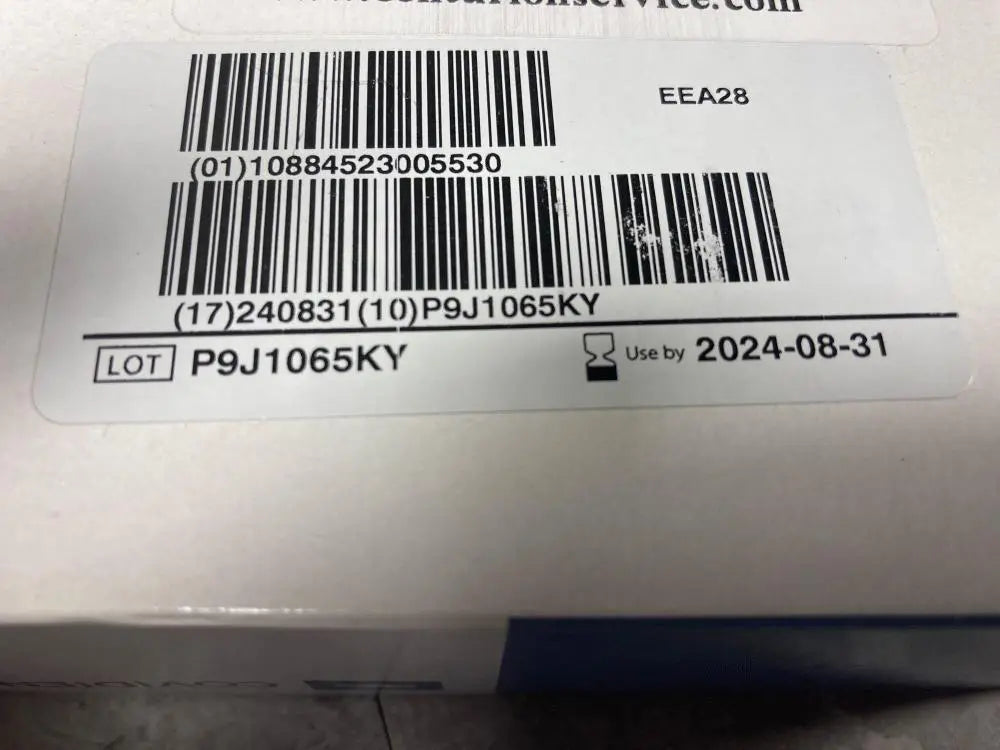 EEA28
(01)10884523005530
(17)240831(10)P9J1065KY
LOT P9J1065KY
Use by 2024-08-31